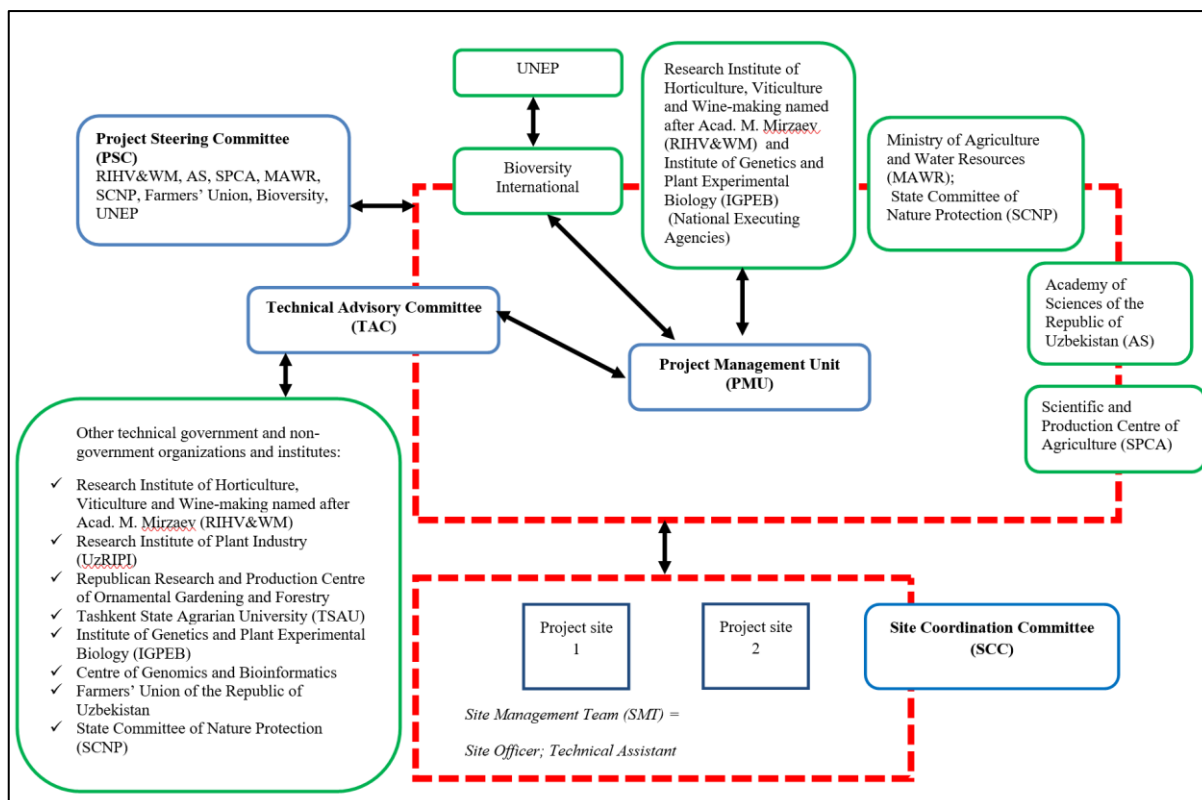 UNEP
Project Steering Committee
(PSC)
RIHV&WM, AS, SPCA, MAWR,
SCNP, Farmers’ Union, Bioversity,
UNEP
Bioversity
International
Research Institute of
Horticulture, Viticulture
and Wine-making named
after Acad. M. Mirzaev
(RIHV&WM) and
Institute of Genetics and
Plant Experimental
Biology (IGPEB)
(National Executing
Agencies)
Ministry of Agriculture
and Water Resources
(MAWR);
State Committee of
Nature Protection (SCNP)
Academy of
Sciences of the
Republic of
Uzbekistan (AS)
Technical Advisory Committee
(TAC)
Project Management Unit
(PMU)
Scientific and
Production Centre of
Agriculture (SPCA)
Other technical government and non-
government organizations and institutes:
✓ Research Institute of Horticulture,
Viticulture and Wine-making named after
Acad. M. Mirzaev (RIHV&WM)
✓ Research Institute of Plant Industry
(UzRIPI)
✓ Republican Research and Production Centre
of Ornamental Gardening and Forestry
✓ Tashkent State Agrarian University (TSAU)
✓ Institute of Genetics and Plant Experimental
Biology (IGPEB)
✓ Centre of Genomics and Bioinformatics
✓ Farmers’ Union of the Republic of
Uzbekistan
✓ State Committee of Nature Protection
(SCNP)
Project site
1
Project site
2
Site Coordination Committee
(SCC)
Site Management Team (SMT) =
Site Officer; Technical Assistant